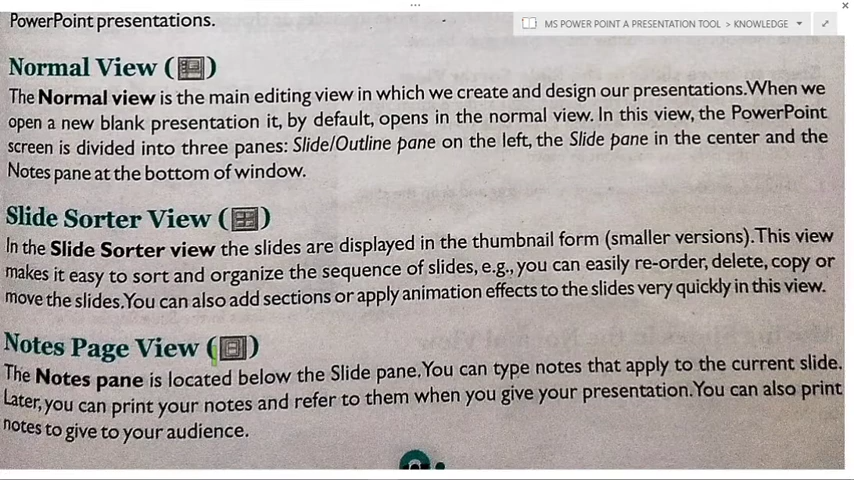 PowerPoint presentations.
MS POWER POINT A PRESENTATION TOOL > KNOWLEDGE
Normal View ( )
The Normal view is the main editing view in which we create and design our presentations.When we
open a new blank presentation it, by default, opens in the normal view. In this view, the PowerPoint
screen is divided into three panes: Slide/Outline pane on the left, the Slide pane in the center and the
Notes pane at the bottom of window.
Slide Sorter View ( )
In the Slide Sorter view the slides are displayed in the thumbnail form (smaller versions).This view
makes it easy to sort and organize the sequence of slides, e.g., you can easily re-order, delete, copy or
move the slides.You can also add sections or apply animation effects to the slides very quickly in this view.
Notes Page View ( )
The Notes pane is located below the Slide pane.You can type notes that apply to the current slide.
Later, you can print your notes and refer to them when you give your presentation.You can also print
notes to give to your audience.